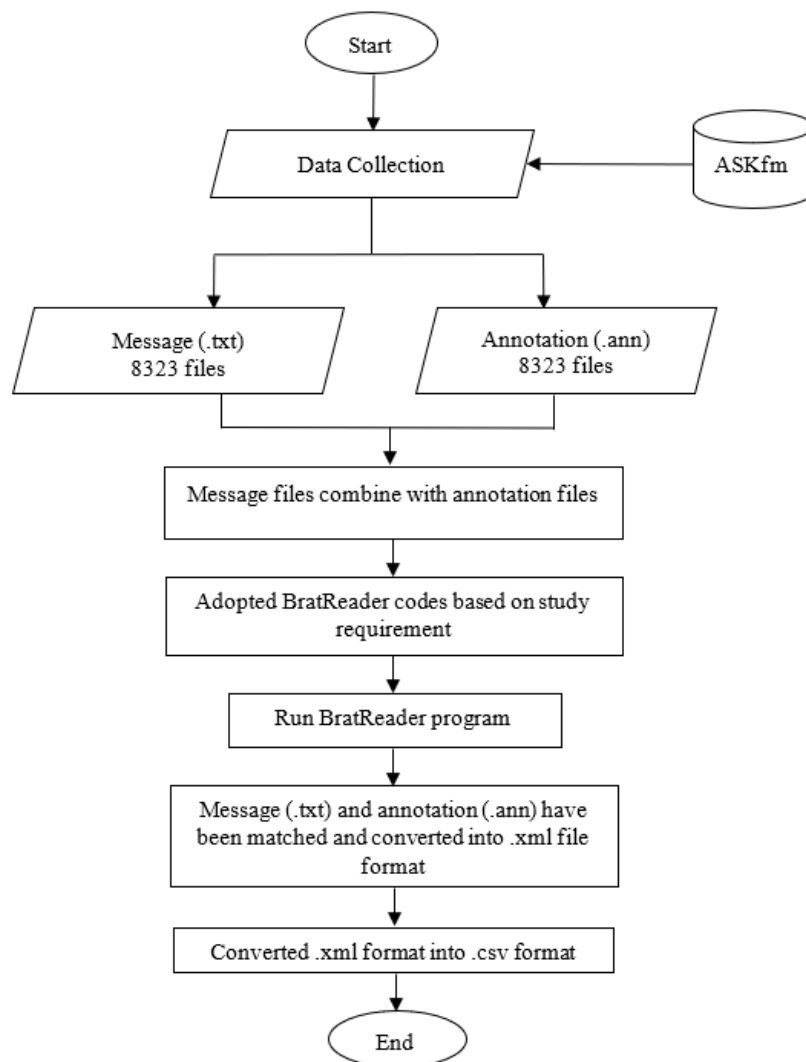 Start
Data Collection
ASKfm
Message (.txt)
8323 files
Annotation (.ann)
8323 files
Message files combine with annotation files
Adopted BratReader codes based on study
requirement
Run BratReader program
Message (.txt) and annotation (.ann) have
been matched and converted into .xml file
format
Converted .xml format into .csv format
End